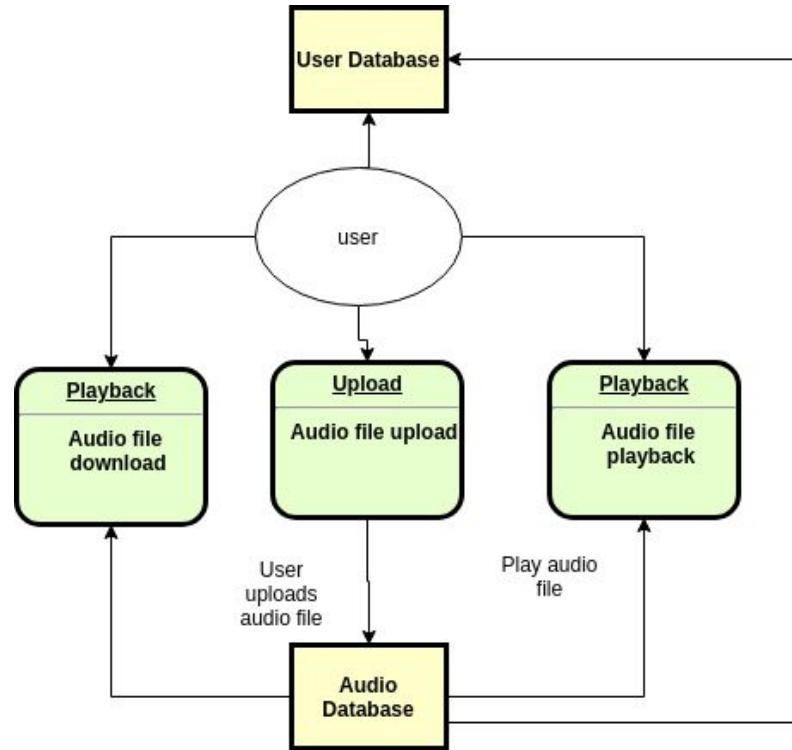 User Database
user
Playback
Audio file
download
Upload
Audio file upload
Playback
Audio file
playback
User
uploads
audio file
Play audio
file
Audio
Database